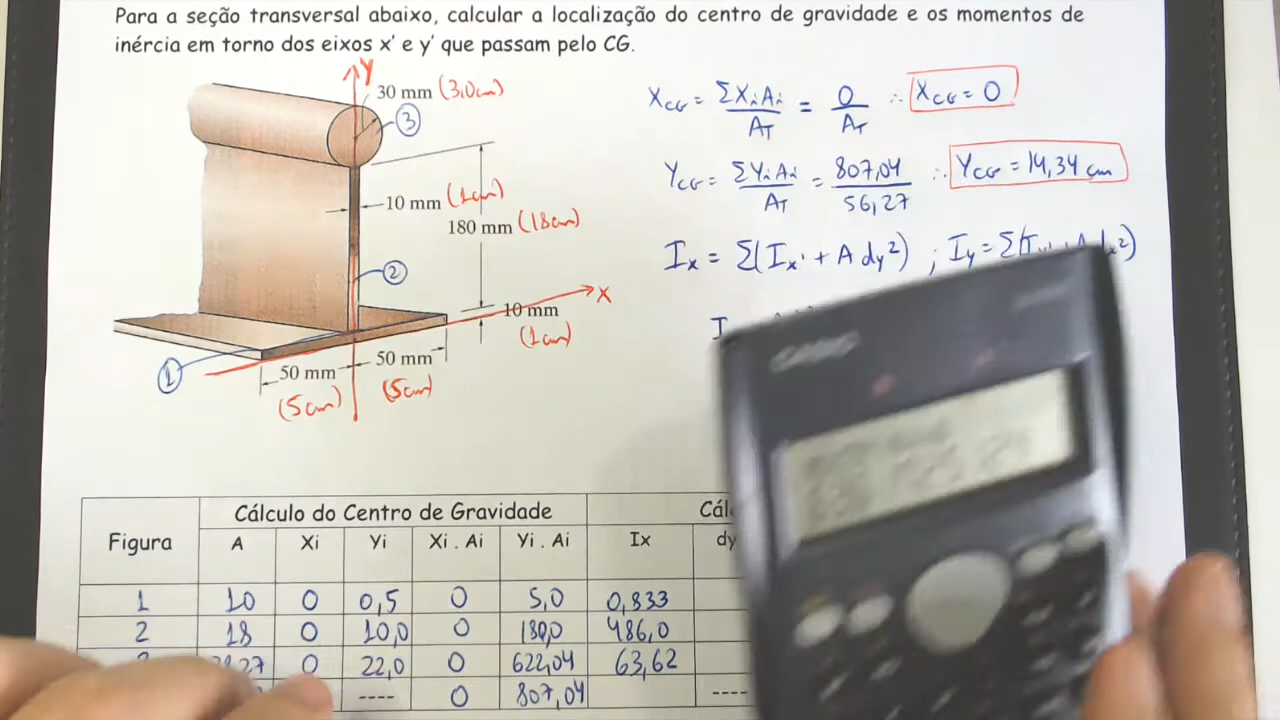 Para a seção transversal abaixo, calcular a localização do centro de gravidade e os momentos de
inércia em torno dos eixos x' e y' que passam pelo CG.
Y
30 mm (3,0cm)
3
10 mm (1cm)
180 mm (18cm)
2
X
10 mm
(1cm)
1
50 mm
50 mm
(5cm)
(5cm)
XCG = ΣXiAi / AT = 0 / AT ∴ XCG = 0
YCG = ΣYiAi / AT = 807,04 / 56,27 ∴ YCG = 14,34 cm
Ix = Σ(Ix' + A dy²) ; Iy = Σ(
CASIO
Figura
Cálculo do Centro de Gravidade
A Xi Yi Xi . Ai Yi . Ai Ix dy
1 10 0 0,5 0 5,0 0,833
2 18 0 10,0 0 180,0 486,0
0 22,0 0 622,04 63,62
---- 0 807,04 ----